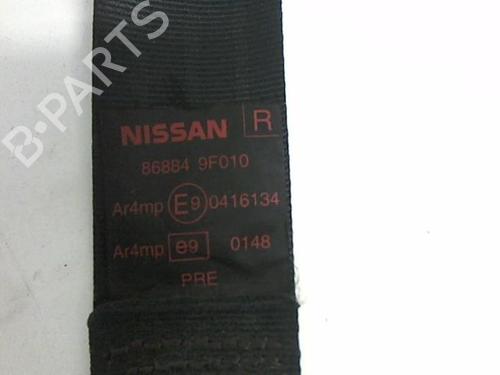 NISSAN R
86884 9F010
Ar4mp E9 0416134
Ar4mp e9 0148
PRE
B-PARTS